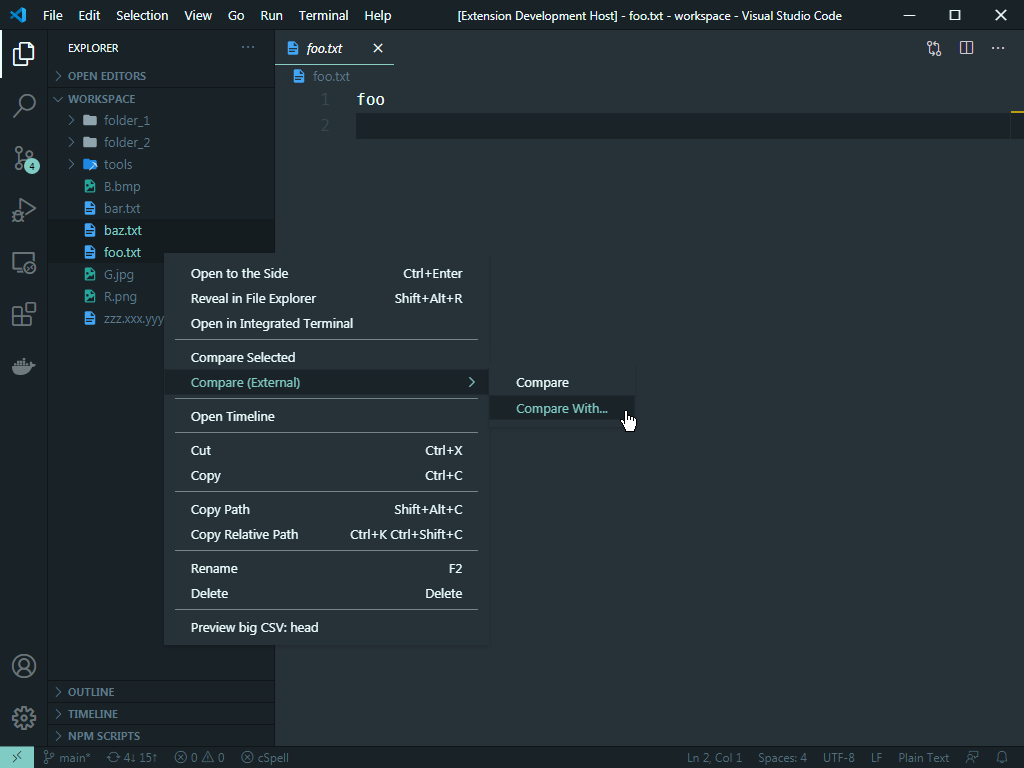 File Edit Selection View Go Run Terminal Help [Extension Development Host] - foo.txt - workspace - Visual Studio Code
EXPLORER
OPEN EDITORS
WORKSPACE
folder_1
folder_2
tools
B.bmp
bar.txt
baz.txt
foo.txt
G.jpg
R.png
zzz.xxx.yyy
4
foo.txt
foo.txt
1 foo
2
Open to the Side Ctrl+Enter
Reveal in File Explorer Shift+Alt+R
Open in Integrated Terminal
Compare Selected
Compare (External)
Open Timeline
Cut Ctrl+X
Copy Ctrl+C
Copy Path Shift+Alt+C
Copy Relative Path Ctrl+K Ctrl+Shift+C
Rename F2
Delete Delete
Preview big CSV: head
Compare
Compare With...
OUTLINE
TIMELINE
NPM SCRIPTS
main* 4↓ 15↑ 0 0 cSpell Ln 2, Col 1 Spaces: 4 UTF-8 LF Plain Text